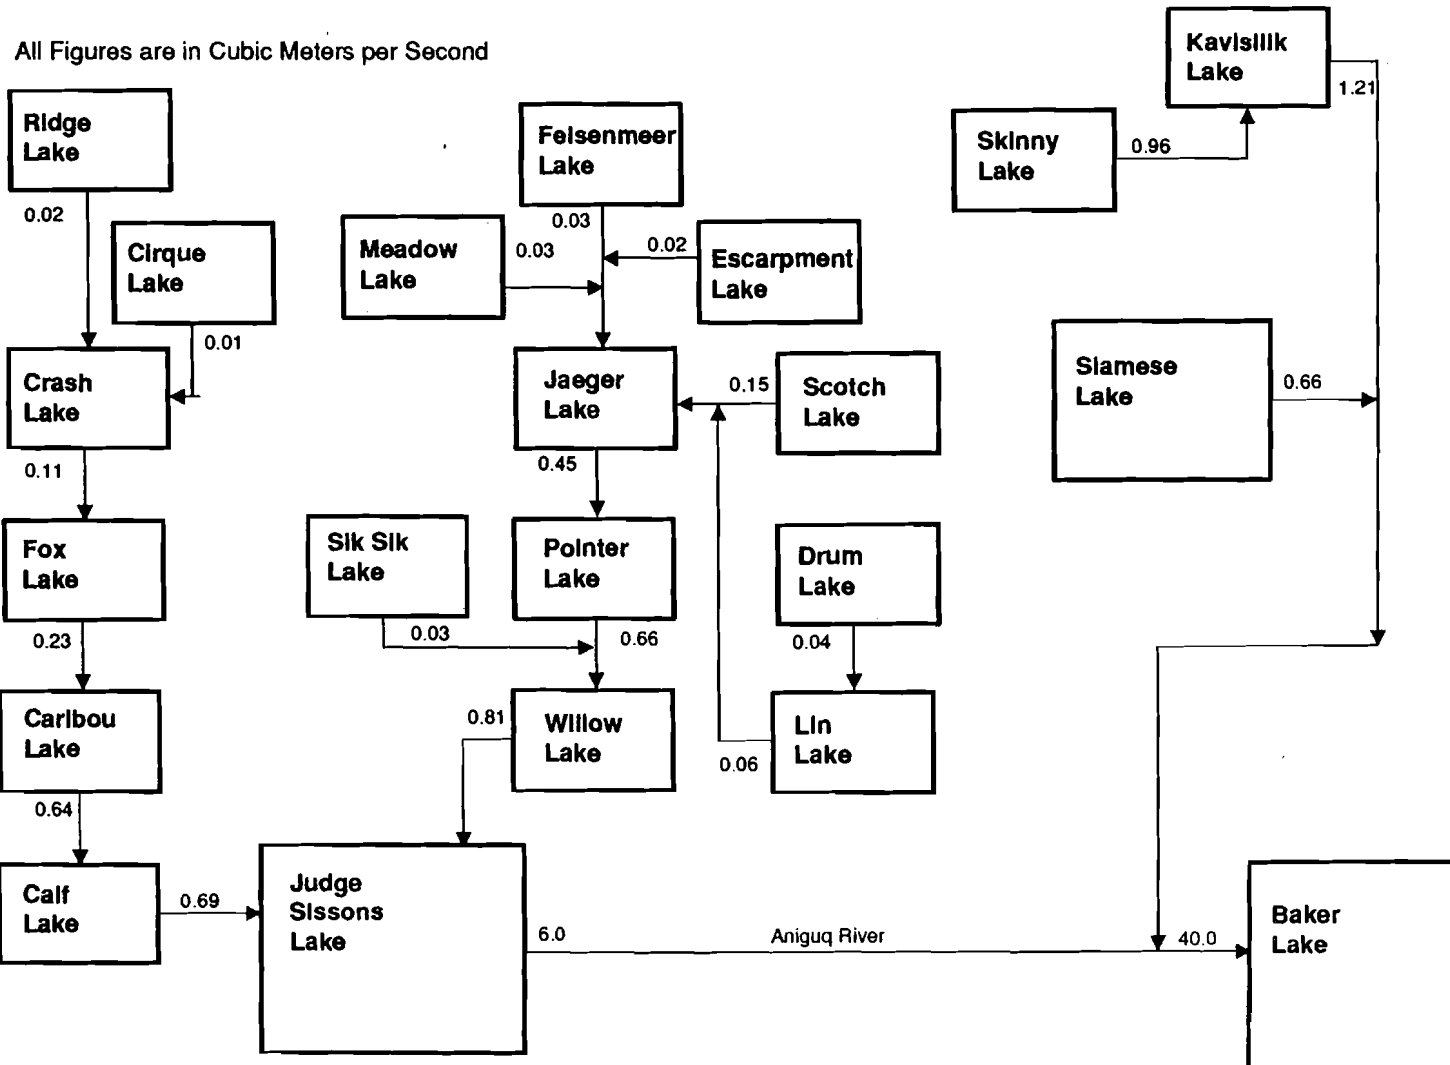 All Figures are in Cubic Meters per Second
Kavisilik
Lake
1.21
Ridge
Lake
0.02
Felsenmeer
Lake
0.03
Skinny
Lake
0.96
Cirque
Lake
0.01
Meadow
Lake
0.03
0.02
Escarpment
Lake
Crash
Lake
0.11
Jaeger
Lake
0.45
0.15
Scotch
Lake
Siamese
Lake
0.66
Fox
Lake
0.23
Sik Sik
Lake
0.03
Pointer
Lake
0.66
Drum
Lake
0.04
Caribou
Lake
0.64
0.81
Willow
Lake
Lin
Lake
0.06
Calf
Lake
0.69
Judge
Sissons
Lake
6.0
Aniguq River
40.0
Baker
Lake